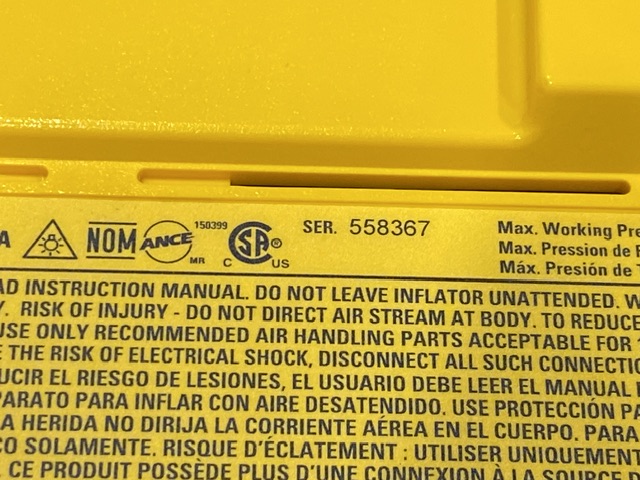 A NOM ANCE 150399 MR C SA® US SER. 558367
Max. Working Pre
Max. Pression de
Máx. Presión de
AD INSTRUCTION MANUAL. DO NOT LEAVE INFLATOR UNATTENDED. W
Y. RISK OF INJURY - DO NOT DIRECT AIR STREAM AT BODY. TO REDUCE
USE ONLY RECOMMENDED AIR HANDLING PARTS ACCEPTABLE FOR 1
E THE RISK OF ELECTRICAL SHOCK, DISCONNECT ALL SUCH CONNECTIO
UCIR EL RIESGO DE LESIONES, EL USUARIO DEBE LEER EL MANUAL
PARATO PARA INFLAR CON AIRE DESATENDIDO. USE PROTECCIÓN PA
A HERIDA NO DIRIJA LA CORRIENTE AÉREA EN EL CUERPO. PARA
CO SOLAMENTE. RISQUE D'ÉCLATEMENT : UTILISER UNIQUEMENT
. CE PRODUIT POSSÈDE PLUS D'UNE CONNEXION À LA SOURCE D